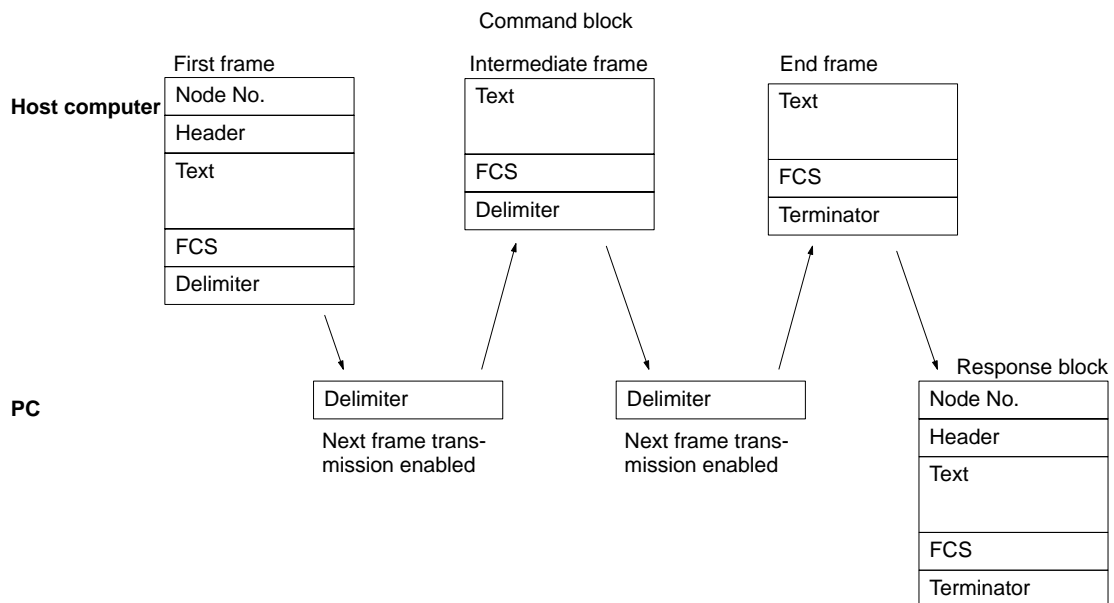 Command block
First frame
Intermediate frame
End frame
Host computer
Node No.
Header
Text
FCS
Delimiter
Text
FCS
Delimiter
Text
FCS
Terminator
PC
Delimiter
Next frame trans-
mission enabled
Delimiter
Next frame trans-
mission enabled
Response block
Node No.
Header
Text
FCS
Terminator